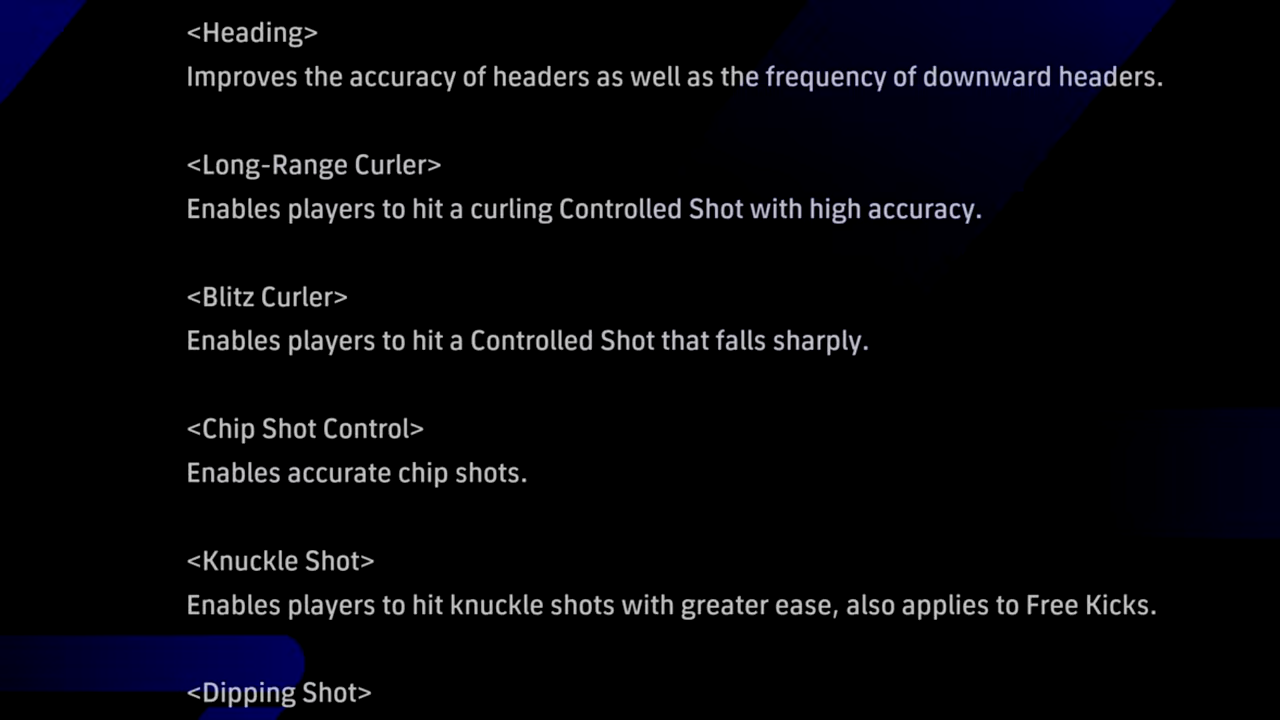 <Heading>
Improves the accuracy of headers as well as the frequency of downward headers.
<Long-Range Curler>
Enables players to hit a curling Controlled Shot with high accuracy.
<Blitz Curler>
Enables players to hit a Controlled Shot that falls sharply.
<Chip Shot Control>
Enables accurate chip shots.
<Knuckle Shot>
Enables players to hit knuckle shots with greater ease, also applies to Free Kicks.
<Dipping Shot>